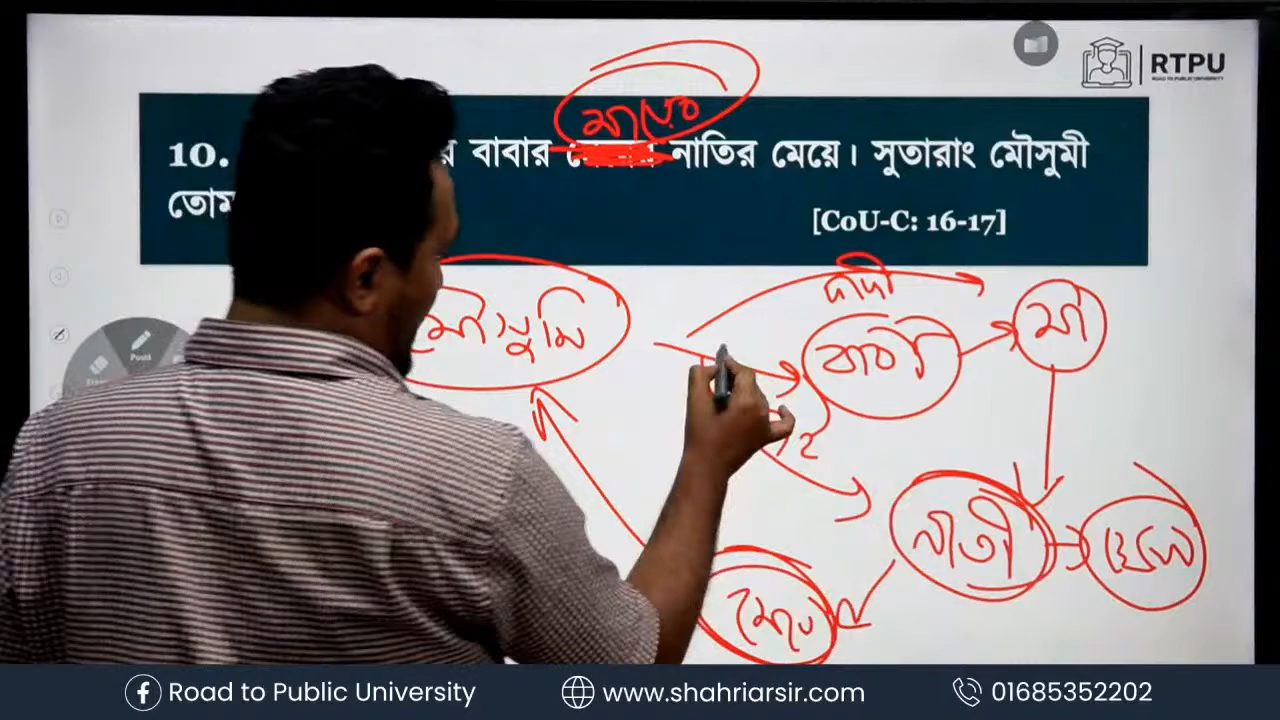 RTPU
ROAD TO PUBLIC UNIVERSITY
মায়ের
10. র বাবার নাতির মেয়ে। সুতারাং মৌসুমী
তোম
[CoU-C: 16-17]
দাদী
মৌসুমি
বাবা
মা
নাতী
ছেলে
মেয়ে
Road to Public University www.shahriarsir.com 01685352202